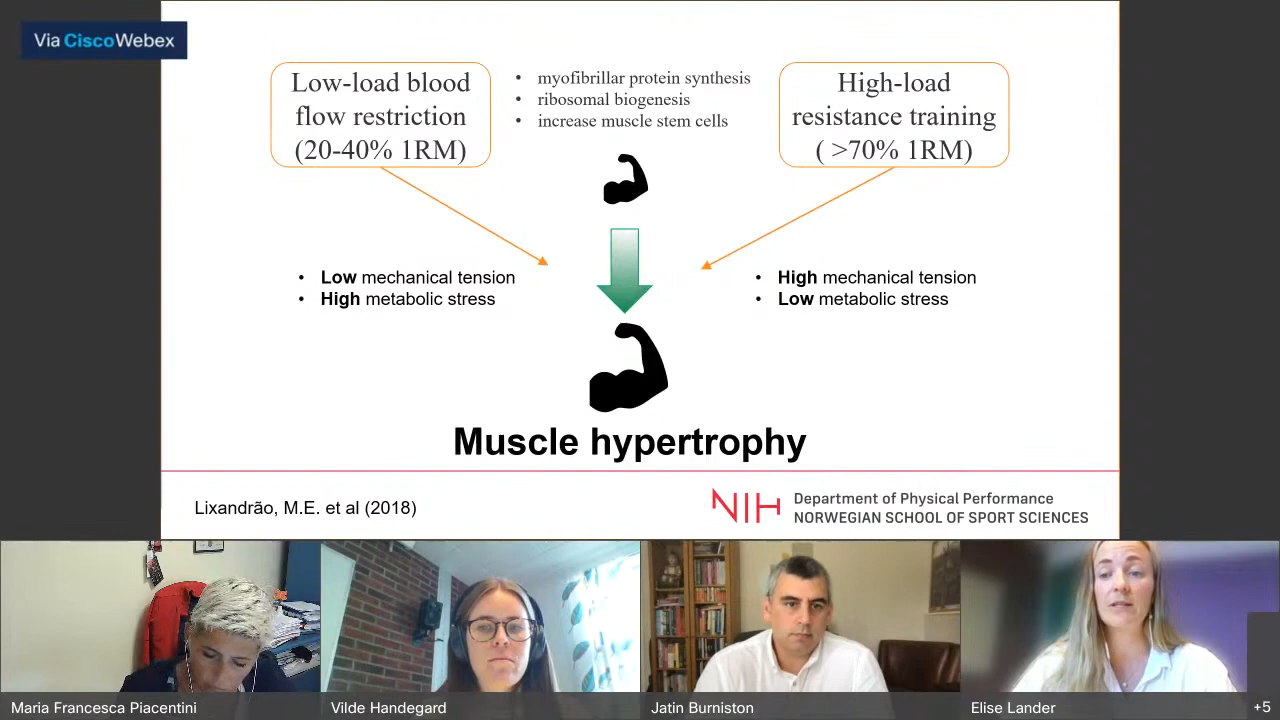 Via Cisco Webex
Low-load blood
flow restriction
(20-40% 1RM)
• myofibrillar protein synthesis
• ribosomal biogenesis
• increase muscle stem cells
High-load
resistance training
( >70% 1RM)
• Low mechanical tension
• High metabolic stress
• High mechanical tension
• Low metabolic stress
Muscle hypertrophy
Lixandrão, M.E. et al (2018)
NIH
Department of Physical Performance
NORWEGIAN SCHOOL OF SPORT SCIENCES
Maria Francesca Piacentini
Vilde Handegard
Jatin Burniston
Elise Lander
+5